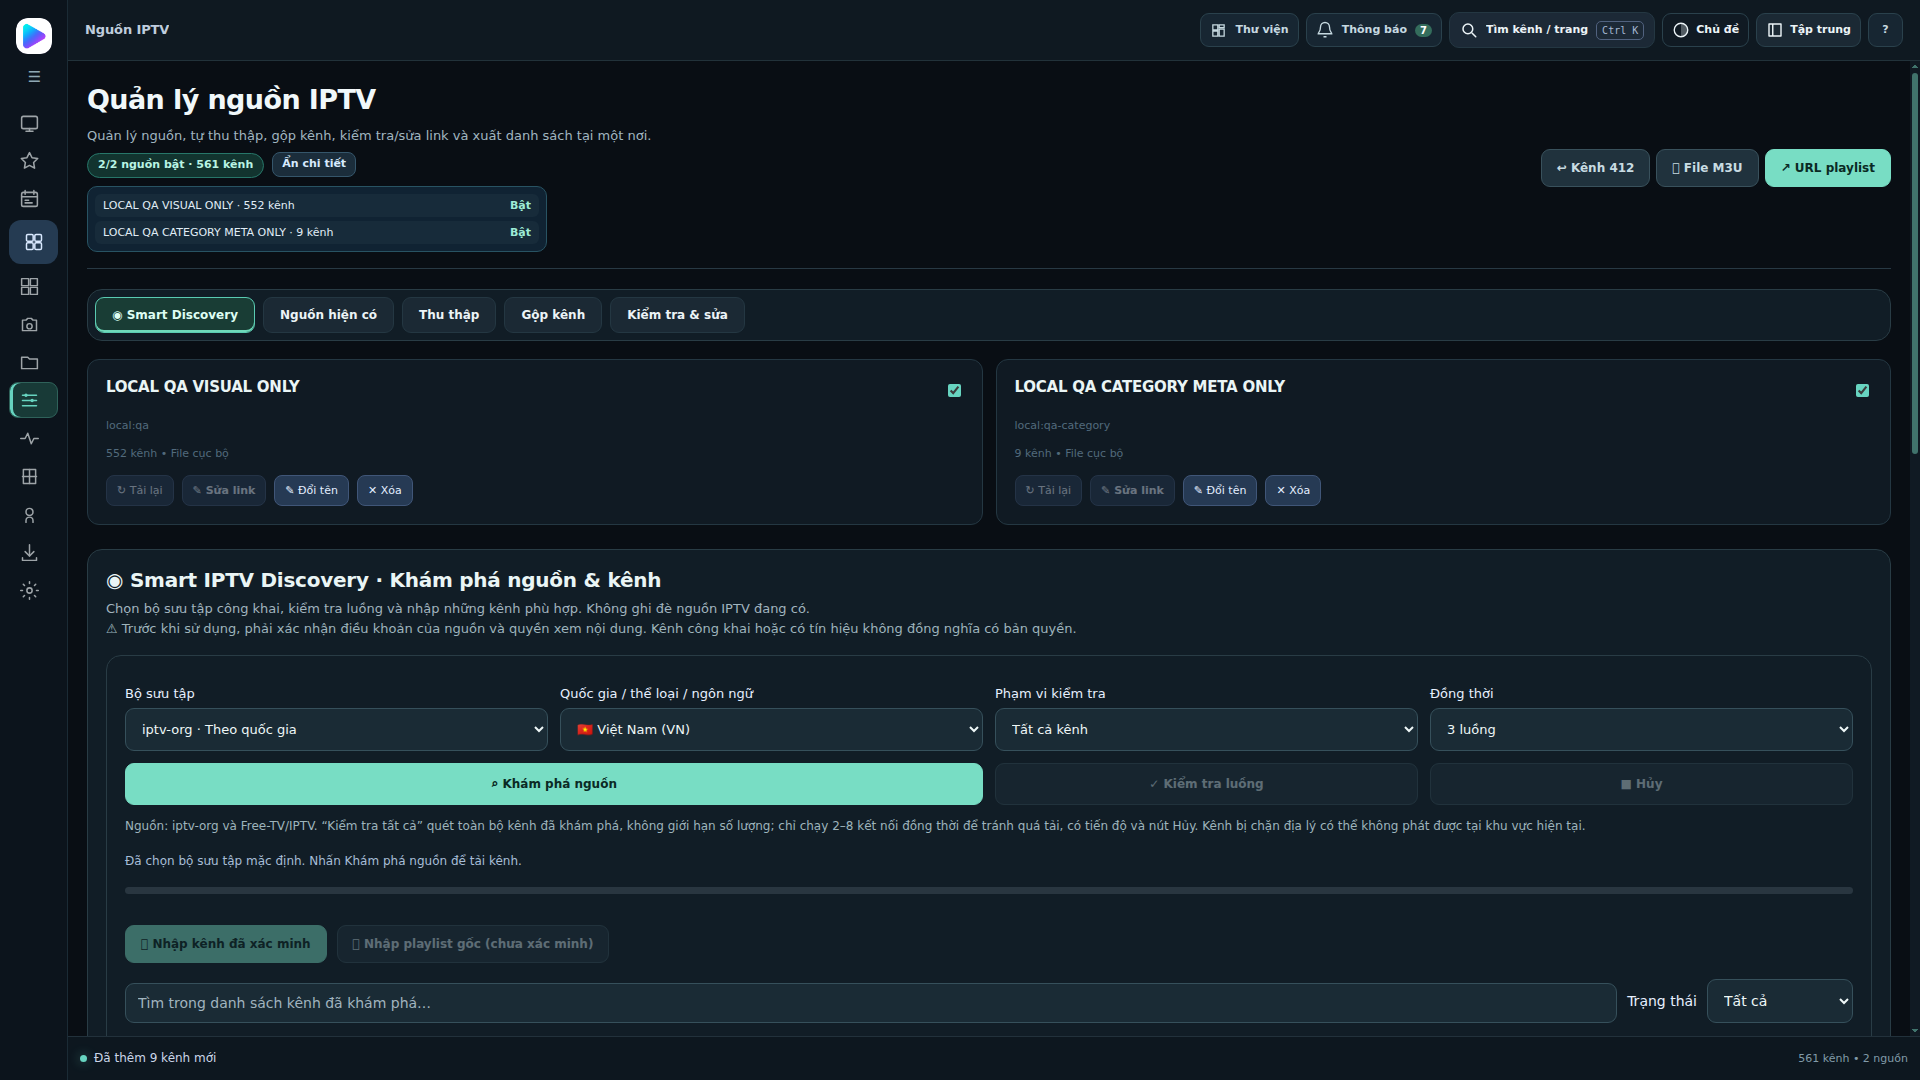 Nguồn IPTV
Thư viện
Thông báo 7
Tìm kênh / trang Ctrl K
Chủ đề
Tập trung
?
Quản lý nguồn IPTV
Quản lý nguồn, tự thu thập, gộp kênh, kiểm tra/sửa link và xuất danh sách tại một nơi.
2/2 nguồn bật · 561 kênh
Ẩn chi tiết
↩ Kênh 412
File M3U
↗ URL playlist
LOCAL QA VISUAL ONLY · 552 kênh Bật
LOCAL QA CATEGORY META ONLY · 9 kênh Bật
◉ Smart Discovery
Nguồn hiện có
Thu thập
Gộp kênh
Kiểm tra & sửa
LOCAL QA VISUAL ONLY
local:qa
552 kênh • File cục bộ
↻ Tải lại
✎ Sửa link
✎ Đổi tên
✕ Xóa
LOCAL QA CATEGORY META ONLY
local:qa-category
9 kênh • File cục bộ
↻ Tải lại
✎ Sửa link
✎ Đổi tên
✕ Xóa
◉ Smart IPTV Discovery · Khám phá nguồn & kênh
Chọn bộ sưu tập công khai, kiểm tra luồng và nhập những kênh phù hợp. Không ghi đè nguồn IPTV đang có.
⚠ Trước khi sử dụng, phải xác nhận điều khoản của nguồn và quyền xem nội dung. Kênh công khai hoặc có tín hiệu không đồng nghĩa có bản quyền.
Bộ sưu tập
Quốc gia / thể loại / ngôn ngữ
Phạm vi kiểm tra
Đồng thời
iptv-org · Theo quốc gia
🇻🇳 Việt Nam (VN)
Tất cả kênh
3 luồng
⌕ Khám phá nguồn
✓ Kiểm tra luồng
■ Hủy
Nguồn: iptv-org và Free-TV/IPTV. “Kiểm tra tất cả” quét toàn bộ kênh đã khám phá, không giới hạn số lượng; chỉ chạy 2–8 kết nối đồng thời để tránh quá tải, có tiến độ và nút Hủy. Kênh bị chặn địa lý có thể không phát được tại khu vực hiện tại.
Đã chọn bộ sưu tập mặc định. Nhấn Khám phá nguồn để tải kênh.
Nhập kênh đã xác minh
Nhập playlist gốc (chưa xác minh)
Tìm trong danh sách kênh đã khám phá…
Trạng thái
Tất cả
Đã thêm 9 kênh mới
561 kênh • 2 nguồn